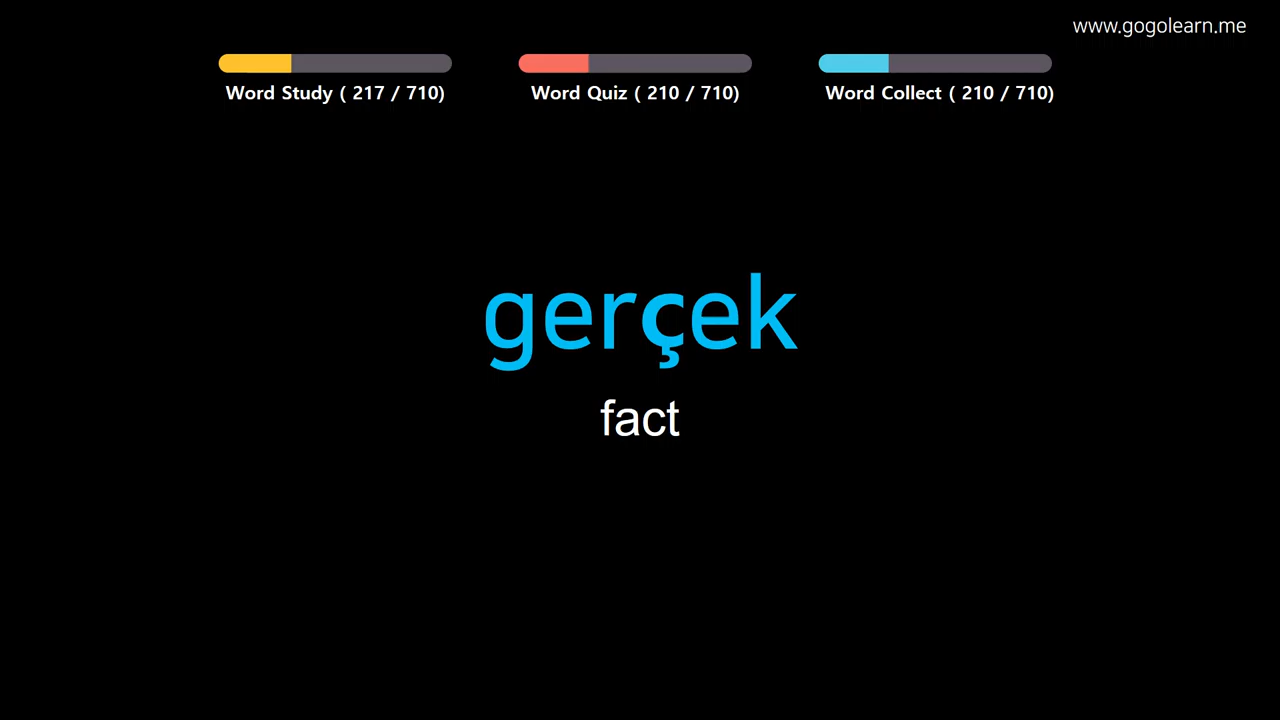 www.gogolearn.me
Word Study ( 217 / 710)
Word Quiz ( 210 / 710)
Word Collect ( 210 / 710)
gerçek
fact